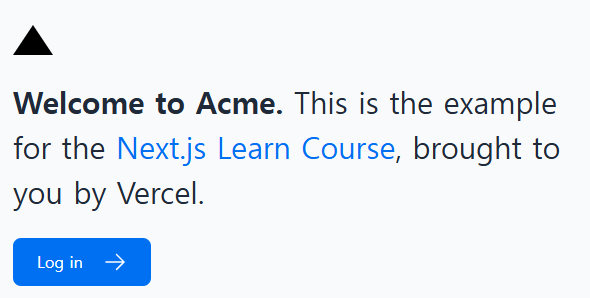 Welcome to Acme. This is the example
for the Next.js Learn Course, brought to
you by Vercel.
Log in